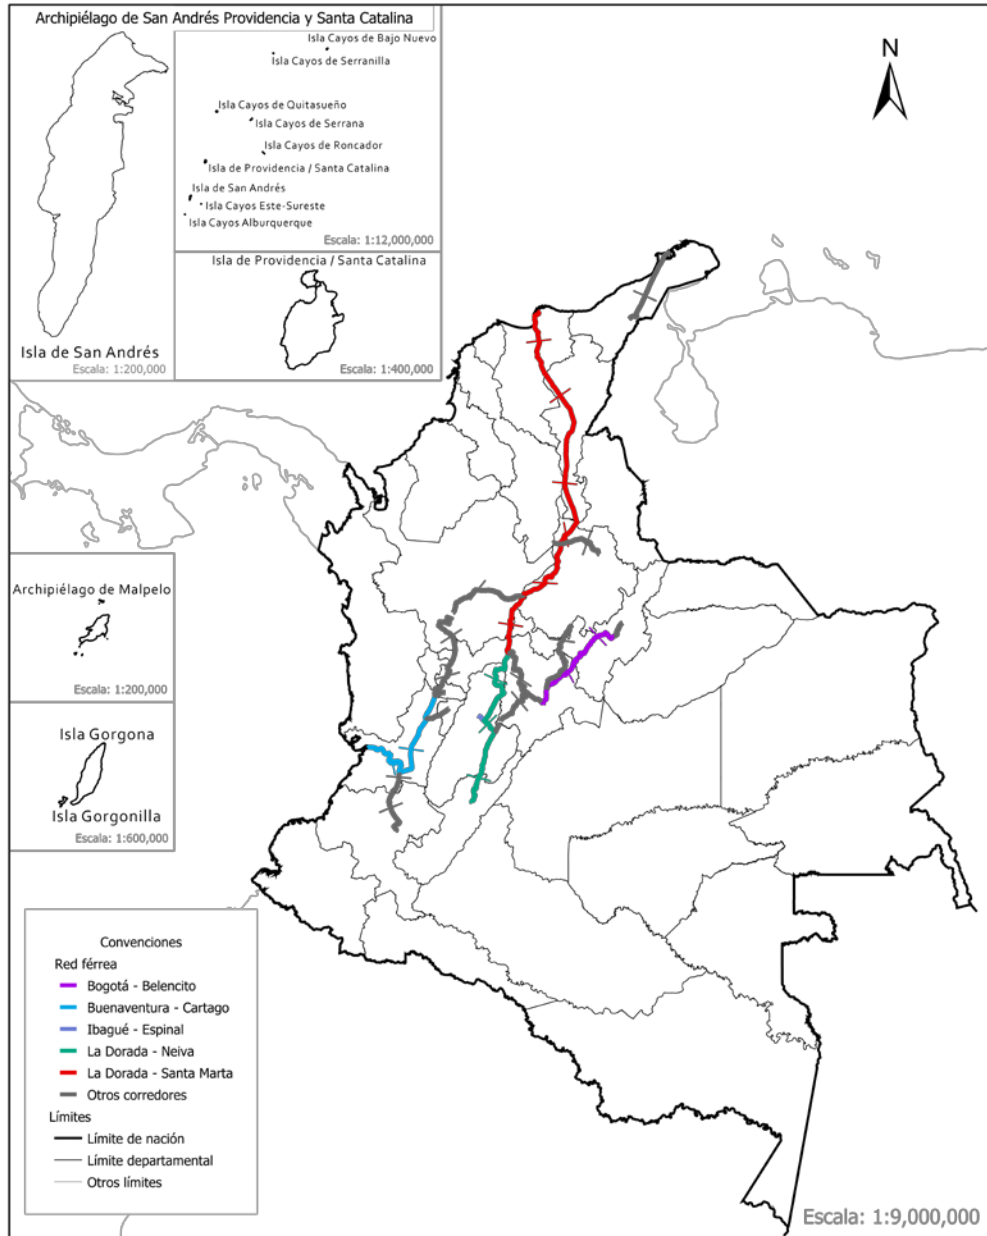 Archipiélago de San Andrés Providencia y Santa Catalina
Isla Cayos de Bajo Nuevo
Isla Cayos de Serranilla
Isla Cayos de Quitasueño
Isla Cayos de Serrana
Isla Cayos de Roncador
Isla de Providencia / Santa Catalina
Isla de San Andrés
Isla Cayos Este-Sureste
Isla Cayos Alburquerque
Escala: 1:12,000,000
Isla de Providencia / Santa Catalina
Isla de San Andrés
Escala: 1:200,000
Escala: 1:400,000
N
Archipiélago de Malpelo
Escala: 1:200,000
Isla Gorgona
Isla Gorgonilla
Escala: 1:600,000
Convenciones
Red férrea
Bogotá - Belencito
Buenaventura - Cartago
Ibagué - Espinal
La Dorada - Neiva
La Dorada - Santa Marta
Otros corredores
Límites
Límite de nación
Límite departamental
Otros límites
Escala: 1:9,000,000